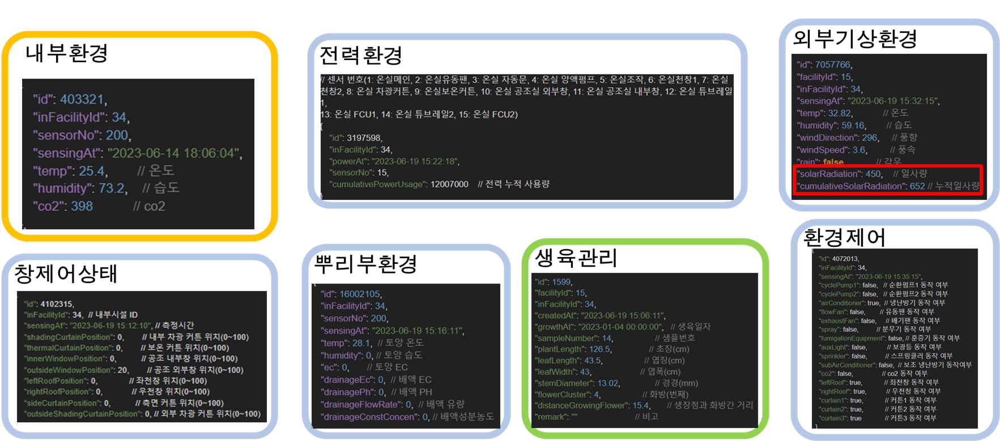 내부환경
"id": 403321,
"inFacilityId": 34,
"sensorNo": 200,
"sensingAt": "2023-06-14 18:06:04",
"temp": 25.4, // 온도
"humidity": 73.2, // 습도
"co2": 398 // co2
전력환경
// 센서 번호(1: 온실메인, 2: 온실유동팬, 3: 온실 자동문, 4: 온실 양액펌프, 5: 온실조작, 6: 온실천창1, 7: 온실
천창2, 8: 온실 차광커튼, 9: 온실보온커튼, 10: 온실 공조실 외부창, 11: 온실 공조실 내부창, 12: 온실 튜브레일
1,
13: 온실 FCU1, 14: 온실 튜브레일2, 15: 온실 FCU2)
{
"id": 3197598,
"inFacilityId": 34,
"powerAt": "2023-06-19 15:22:18",
"sensorNo": 15,
"cumulativePowerUsage": 12007000 // 전력 누적 사용량
}
외부기상환경
"id": 7057766,
"facilityId": 15,
"inFacilityId": 34,
"sensingAt": "2023-06-19 15:32:15",
"temp": 32.82, // 온도
"humidity": 59.16, // 습도
"windDirection": 296, // 풍향
"windSpeed": 3.6, // 풍속
"rain": false // 감우
"solarRadiation": 450, // 일사량
"cumulativeSolarRadiation": 652 // 누적일사량
창제어상태
"id": 4102315,
"inFacilityId": 34, // 내부시설 ID
"sensingAt": "2023-06-19 15:12:10", // 측정시간
"shadingCurtainPosition": 0, // 내부 차광 커튼 위치(0~100)
"thermalCurtainPosition": 0, // 보온 커튼 위치(0~100)
"innerWindowPosition": 0, // 공조 내부창 위치(0~100)
"outsideWindowPosition": 20, // 공조 외부창 위치(0~100)
"leftRoofPosition": 0, // 좌천창 위치(0~100)
"rightRoofPosition": 0, // 우천창 위치(0~100)
"sideCurtainPosition": 0, // 측면 커튼 위치(0~100)
"outsideShadingCurtainPosition": 0, // 외부 차광 커튼 위치(0~100)
뿌리부환경
{
"id": 16002105,
"inFacilityId": 34,
"sensorNo": 200,
"sensingAt": "2023-06-19 15:16:11",
"temp": 28.1, // 토양 온도
"humidity": 0, // 토양 습도
"ec": 0, // 토양 EC
"drainageEc": 0, // 배액 EC
"drainagePh": 0, // 배액 PH
"drainageFlowRate": 0, // 배액 유량
"drainageConstConcen": 0, // 배액성분농도
생육관리
"id": 1599,
"facilityId": 15,
"inFacilityId": 34,
"createdAt": "2023-06-19 15:06:11",
"growthAt": "2023-01-04 00:00:00", // 생육일자
"sampleNumber": 14, // 샘플번호
"plantLength": 126.5, // 초장(cm)
"leafLength": 43.5, // 엽장(cm)
"leafWidth": 43, // 엽폭(cm)
"stemDiameter": 13.02, // 경경(mm)
"flowerCluster": 4, // 화방(번째)
"distanceGrowingFlower": 15.4, // 생장점과 화방간 거리
"remark": "" // 비고
환경제어
{
"id": 4072013,
"inFacilityId": 34,
"sensingAt": "2023-06-19 15:35:15",
"cyclePump1": false, // 순환펌프1 동작 여부
"cyclePump2": false, // 순환펌프2 동작 여부
"airConditioner": true, // 냉난방기 동작 여부
"flowFan": false, // 유동팬 동작 여부
"exhaustFan": false, // 배기팬 동작 여부
"spray": false, // 분무기 동작 여부
"fumigationEquipment": false, // 훈증기 동작 여부
"auxLight": false, // 보광등 동작 여부
"sprinkler": false, // 스프링클러 동작 여부
"subAirConditioner": false, // 보조 냉난방기 동작여부
"co2": false, // co2 동작 여부
"leftRoof": true, // 좌천창 동작 여부
"rightRoof": true, // 우천창 동작 여부
"curtain1": true, // 커튼1 동작 여부
"curtain2": true, // 커튼2 동작 여부
"curtain3": true // 커튼3 동작 여부
}